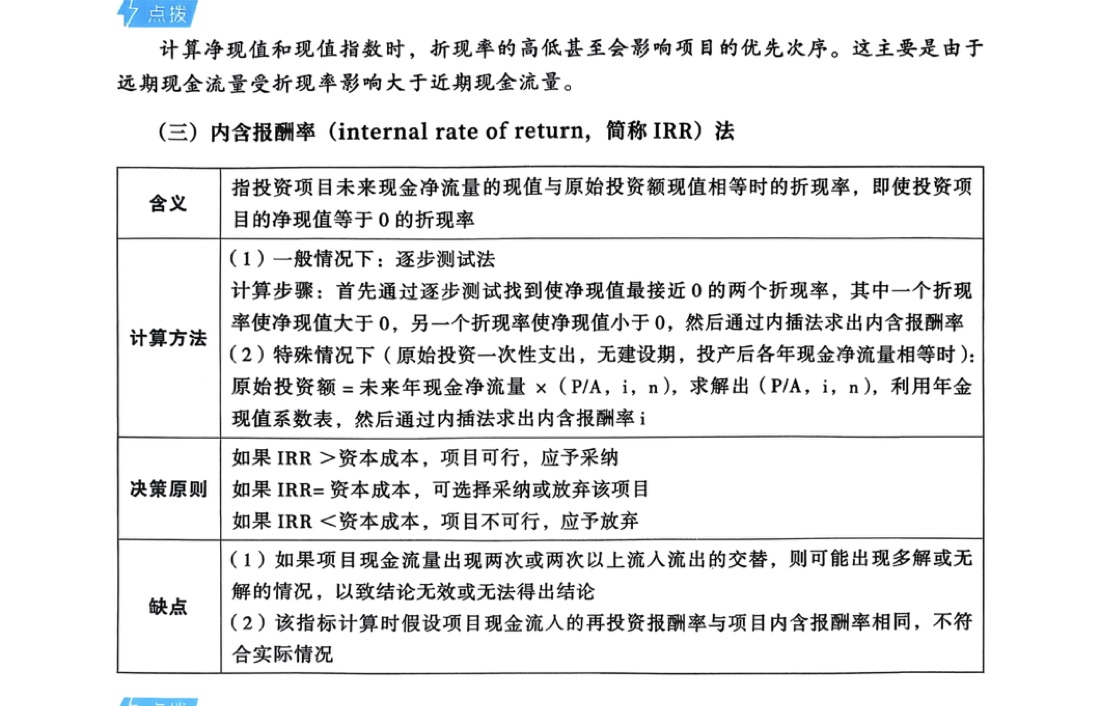 点拨
计算净现值和现值指数时，折现率的高低甚至会影响项目的优先次序。这主要是由于
远期现金流量受折现率影响大于近期现金流量。
（三）内含报酬率（internal rate of return，简称 IRR）法
含义
指投资项目未来现金净流量的现值与原始投资额现值相等时的折现率，即使投资项
目的净现值等于 0 的折现率
计算方法
（1）一般情况下：逐步测试法
计算步骤：首先通过逐步测试找到使净现值最接近 0 的两个折现率，其中一个折现
率使净现值大于 0，另一个折现率使净现值小于 0，然后通过内插法求出内含报酬率
（2）特殊情况下（原始投资一次性支出，无建设期，投产后各年现金净流量相等时）：
原始投资额 = 未来年现金净流量 ×（P/A，i，n），求解出（P/A，i，n），利用年金
现值系数表，然后通过内插法求出内含报酬率 i
决策原则
如果 IRR ＞资本成本，项目可行，应予采纳
如果 IRR= 资本成本，可选择采纳或放弃该项目
如果 IRR ＜资本成本，项目不可行，应予放弃
缺点
（1）如果项目现金流量出现两次或两次以上流入流出的交替，则可能出现多解或无
解的情况，以致结论无效或无法得出结论
（2）该指标计算时假设项目现金流入的再投资报酬率与项目内含报酬率相同，不符
合实际情况